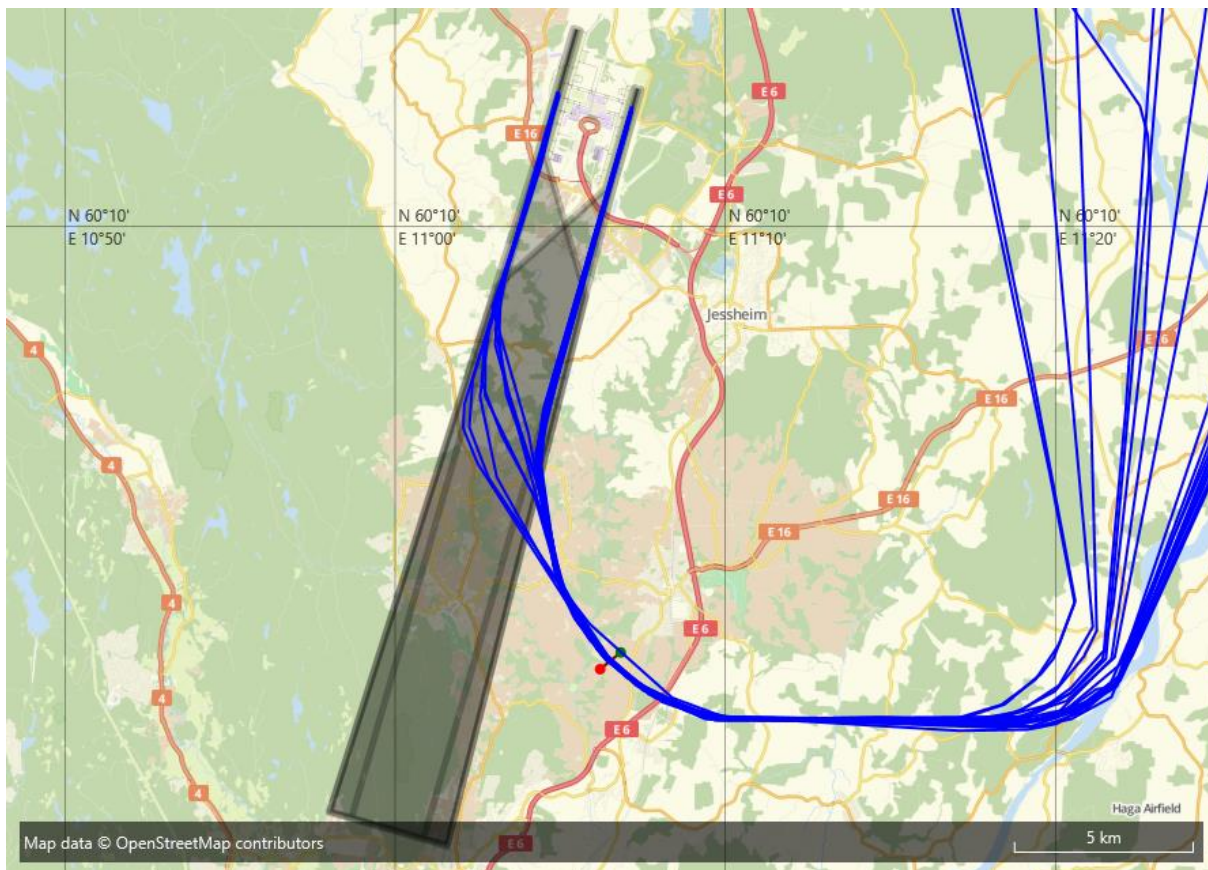 E 6
E 16
E 6
N 60°10'
E 10°50'
N 60°10'
E 11°00'
N 60°10'
E 11°10'
N 60°10'
E 11°20'
Jessheim
4
E 16
E 16
4
E 16
E 16
4
E 6
4
E 6
4
Haga Airfield
E 6
Map data © OpenStreetMap contributors
5 km